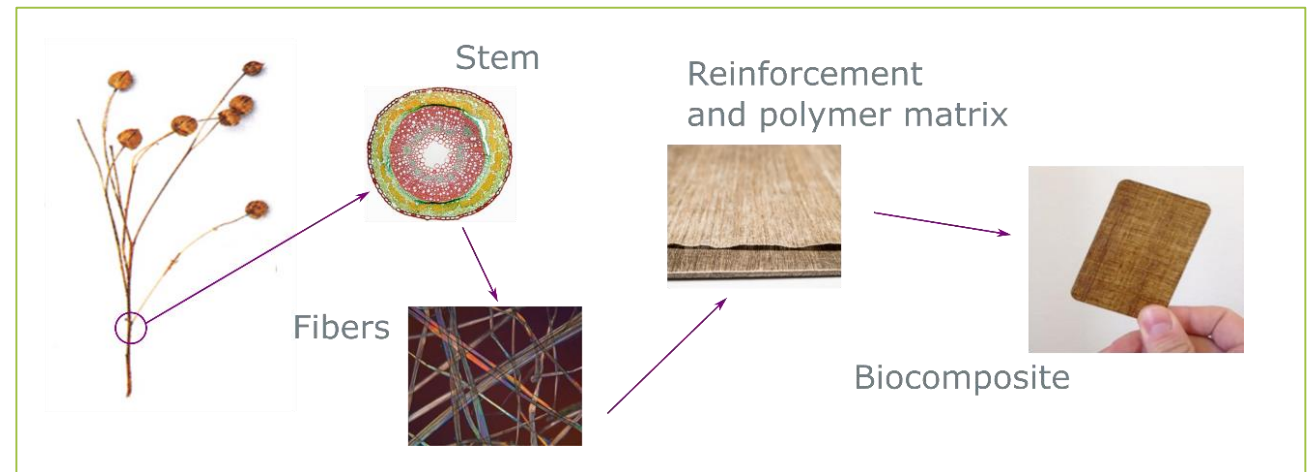 Stem
Fibers
Reinforcement
and polymer matrix
Biocomposite